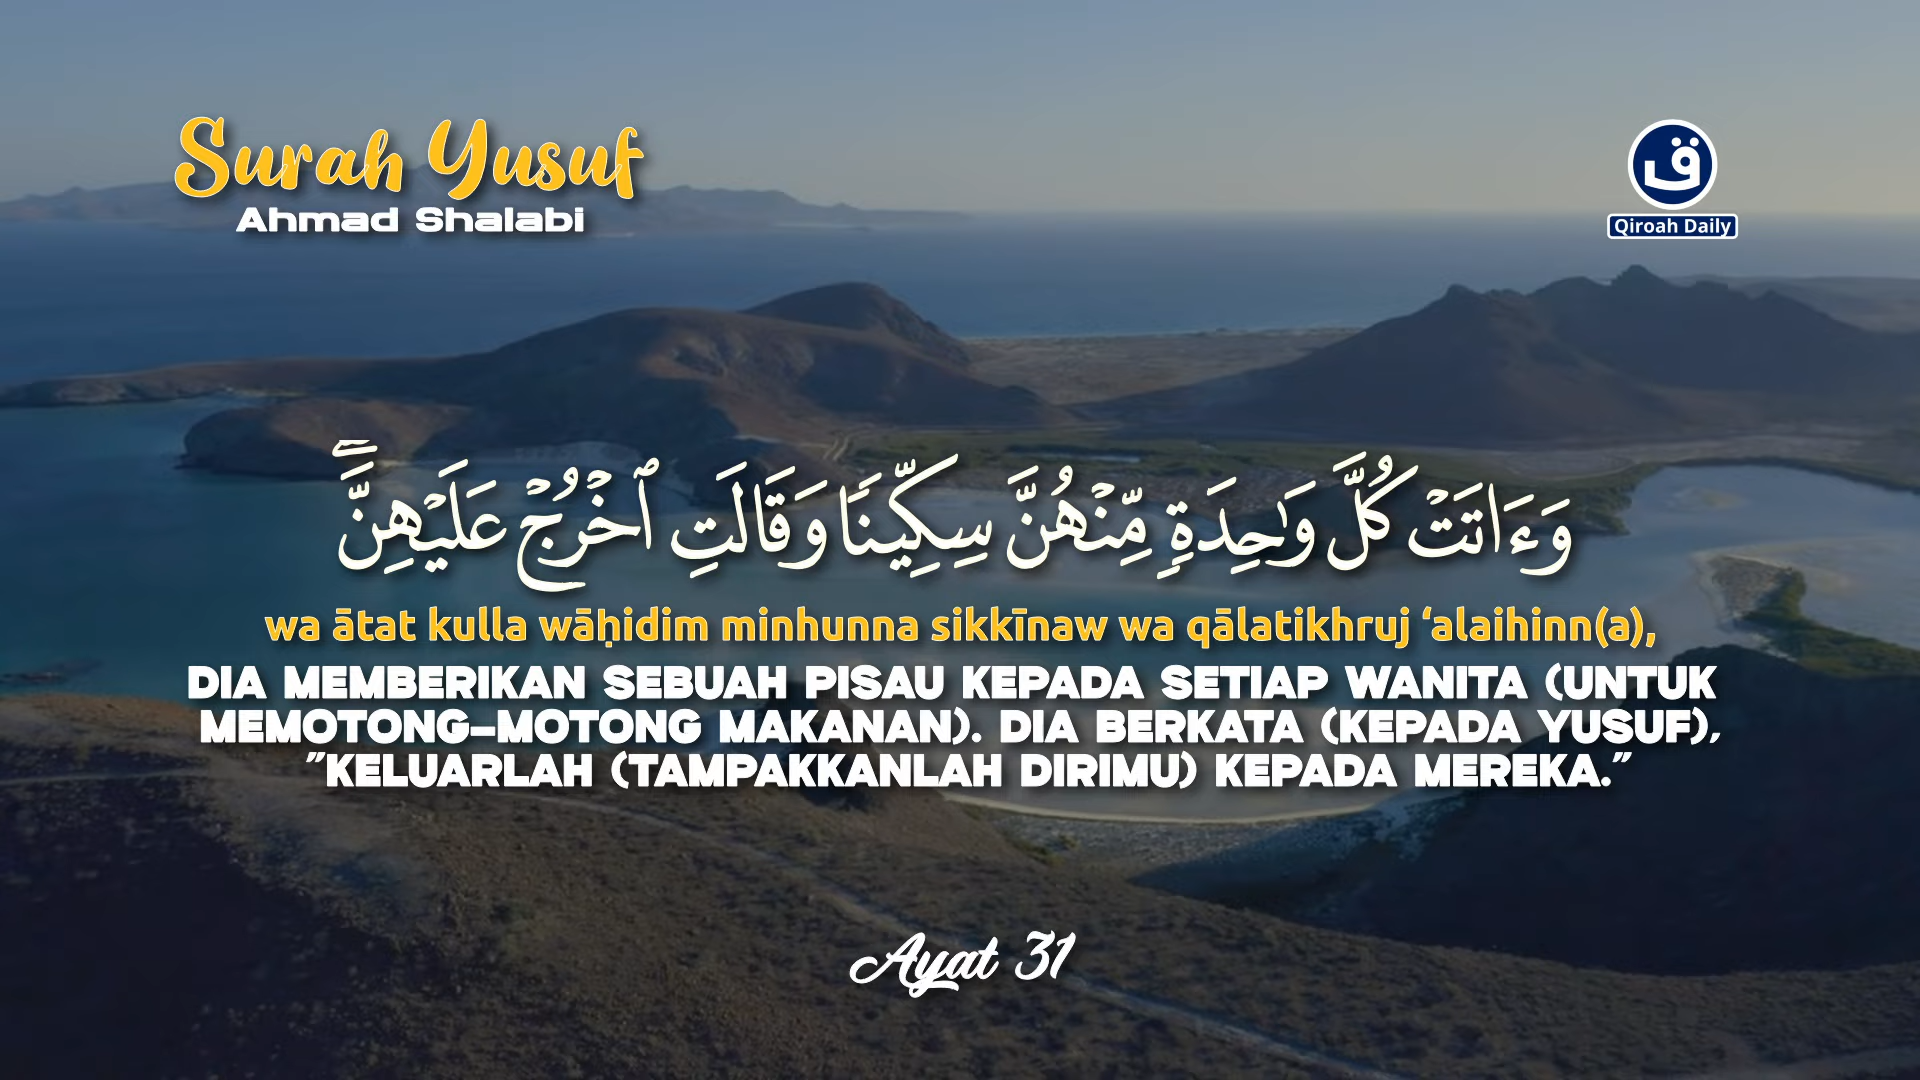 Surah Yusuf
Ahmad Shalabi
ق
Qiroah Daily
وَءَاتَتْ كُلَّ وَٰحِدَةٍ مِّنْهُنَّ سِكِّينًا وَقَالَتِ ٱخْرُجْ عَلَيْهِنَّ ۖ
wa ātat kulla wāḥidim minhunna sikkīnaw wa qālatikhruj ‘alaihinn(a),
DIA MEMBERIKAN SEBUAH PISAU KEPADA SETIAP WANITA (UNTUK
MEMOTONG-MOTONG MAKANAN). DIA BERKATA (KEPADA YUSUF),
"KELUARLAH (TAMPAKKANLAH DIRIMU) KEPADA MEREKA."
Ayat 31